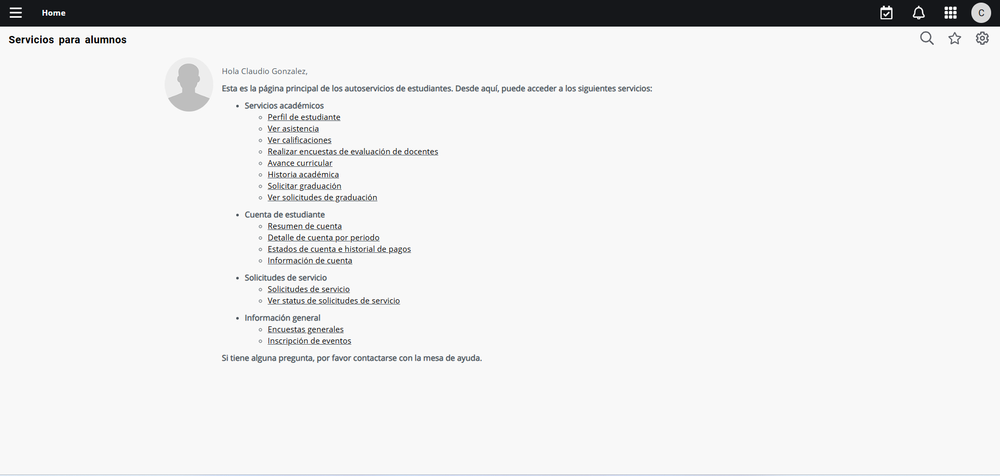 Home
C
Servicios para alumnos
Hola Claudio Gonzalez,
Esta es la página principal de los autoservicios de estudiantes. Desde aquí, puede acceder a los siguientes servicios:
Servicios académicos
Perfil de estudiante
Ver asistencia
Ver calificaciones
Realizar encuestas de evaluación de docentes
Avance curricular
Historia académica
Solicitar graduación
Ver solicitudes de graduación
Cuenta de estudiante
Resumen de cuenta
Detalle de cuenta por periodo
Estados de cuenta e historial de pagos
Información de cuenta
Solicitudes de servicio
Solicitudes de servicio
Ver status de solicitudes de servicio
Información general
Encuestas generales
Inscripción de eventos
Si tiene alguna pregunta, por favor contactarse con la mesa de ayuda.